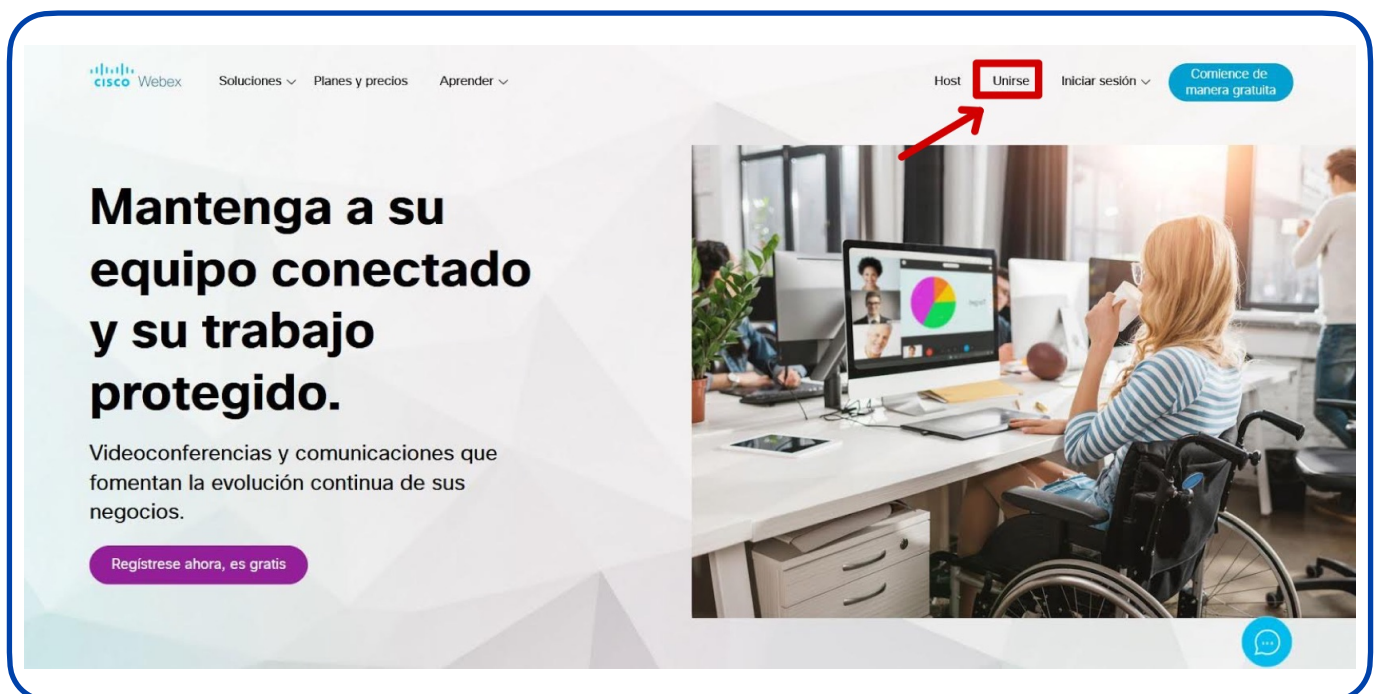 cisco Webex
Soluciones
Planes y precios
Aprender
Host
Unirse
Iniciar sesión
Comience de
manera gratuita
Mantenga a su
equipo conectado
y su trabajo
protegido.
Videoconferencias y comunicaciones que
fomentan la evolución continua de sus
negocios.
Regístrese ahora, es gratis